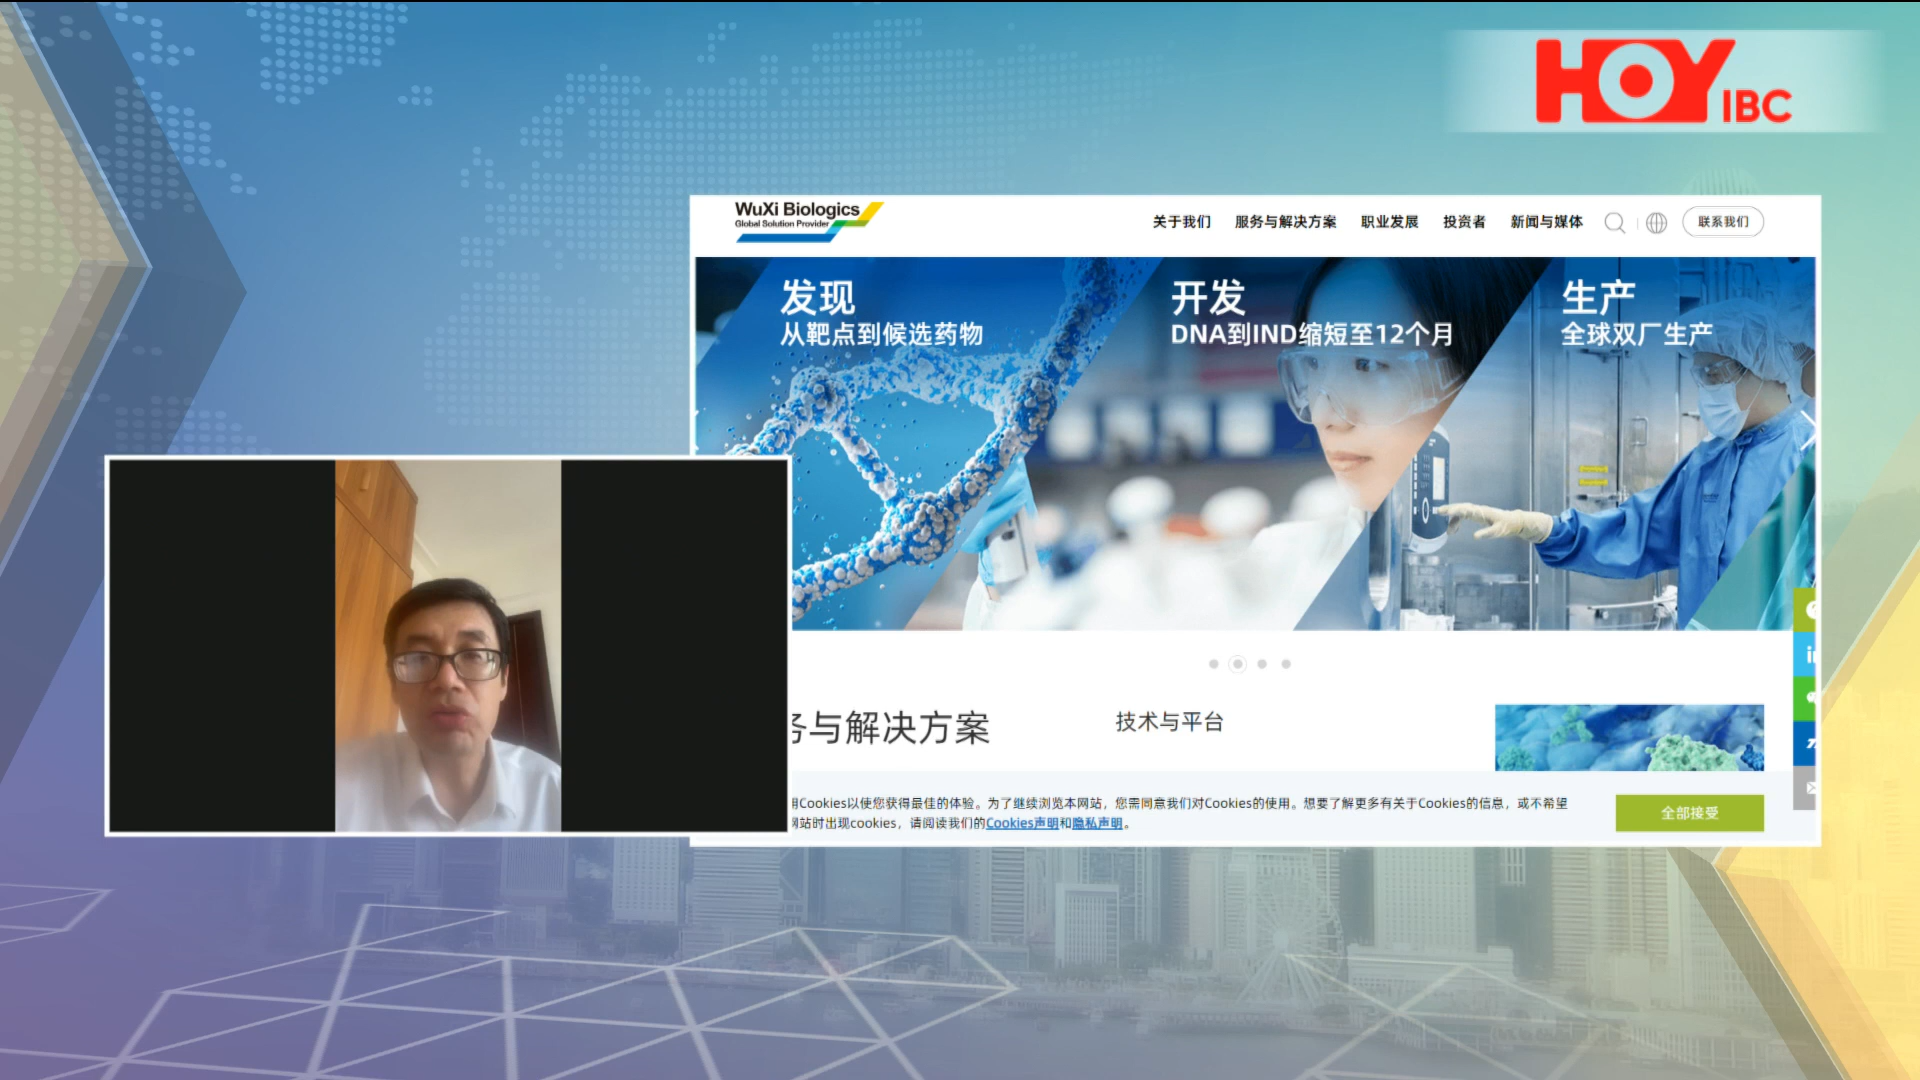 HOY IBC
WuXi Biologics
Global Solution Provider
关于我们 服务与解决方案 职业发展 投资者 新闻与媒体 联系我们
发现
从靶点到候选药物
开发
DNA到IND缩短至12个月
生产
全球双厂生产
与解决方案
技术与平台
Cookies以使您获得最佳的体验。为了继续浏览本网站，您需同意我们对Cookies的使用。想要了解更多有关于Cookies的信息，或不希望
网站时出现cookies，请阅读我们的Cookies声明和隐私声明。
全部接受